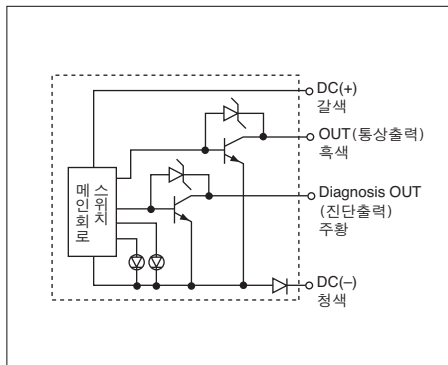 DC(+)
갈색
OUT(통상출력)
흑색
Diagnosis OUT
(진단출력)
주황
DC(–)
청색
스위치
메인회로